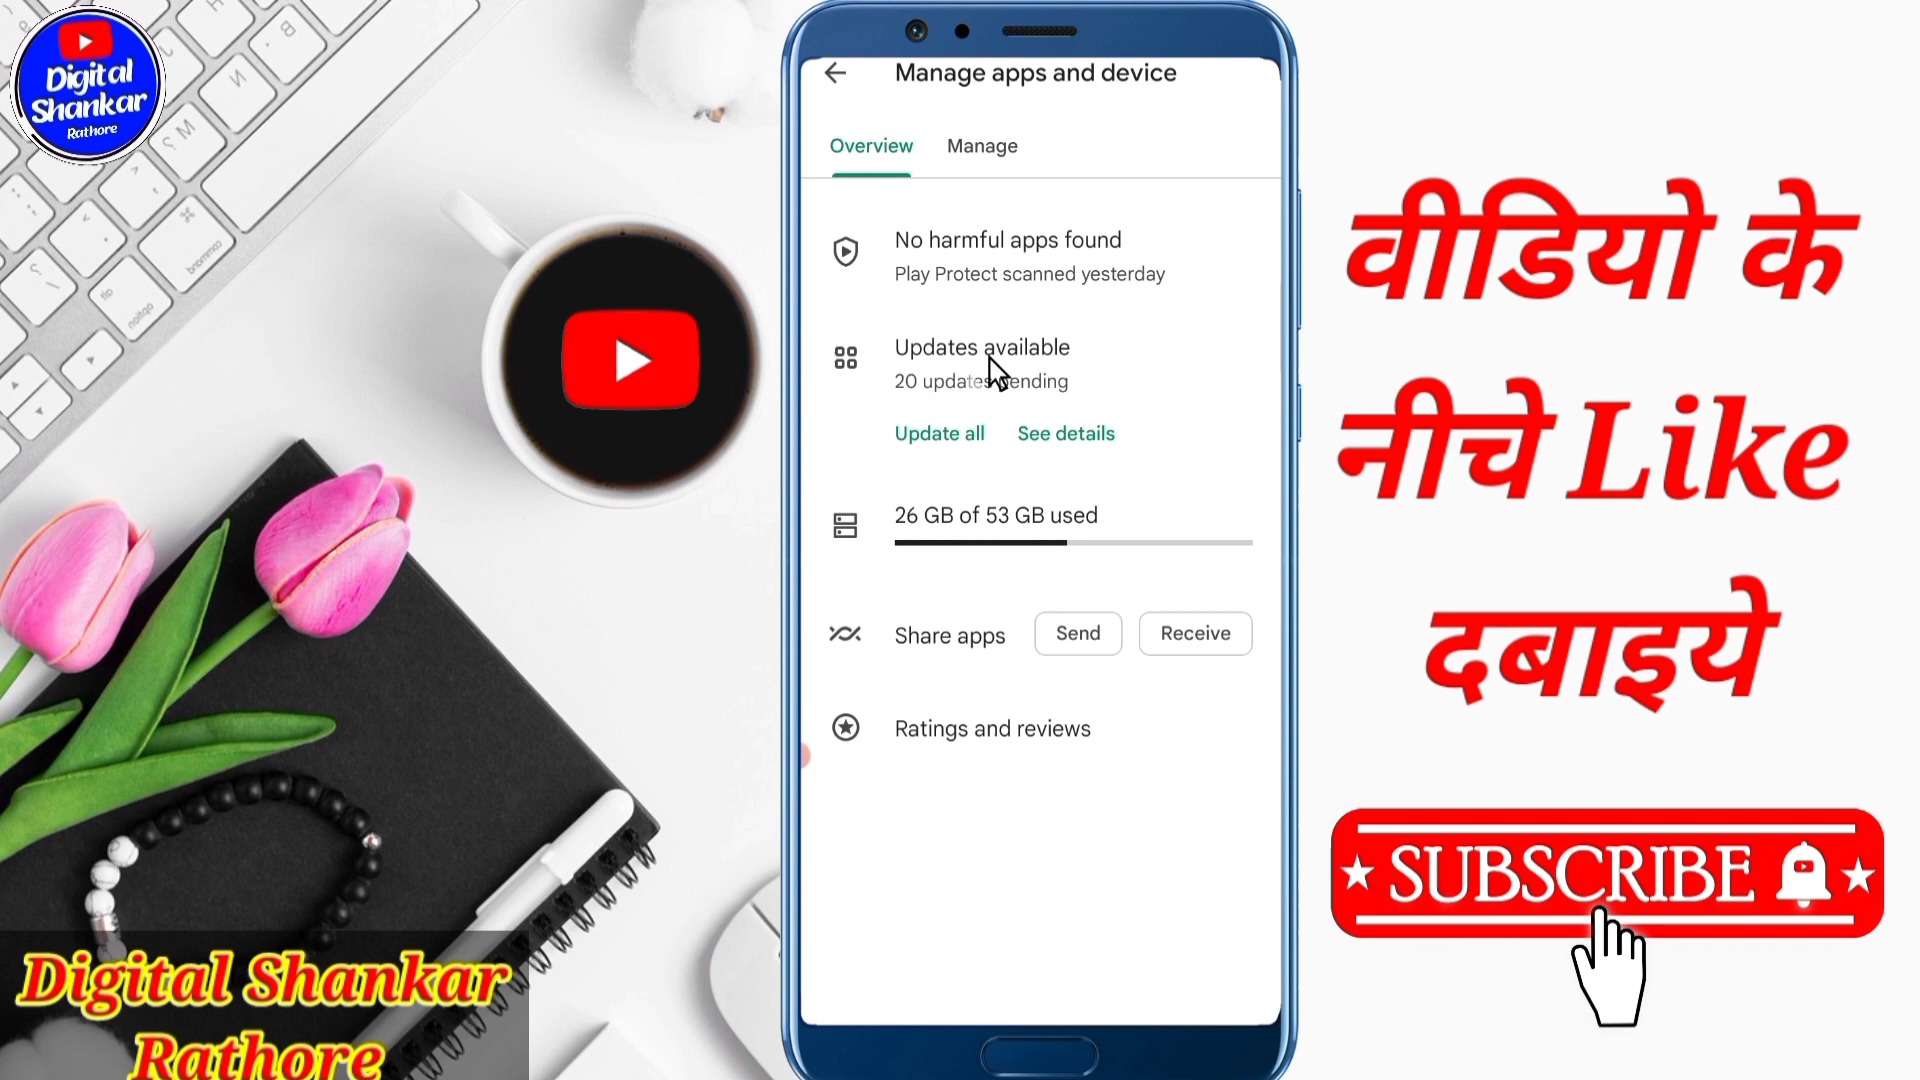 Digital
Shankar
Rathore
Manage apps and device
Overview Manage
No harmful apps found
Play Protect scanned yesterday
Updates available
20 updates pending
Update all See details
26 GB of 53 GB used
Share apps Send Receive
Ratings and reviews
वीडियो के
नीचे Like
दबाइये
SUBSCRIBE
Digital Shankar
Rathore